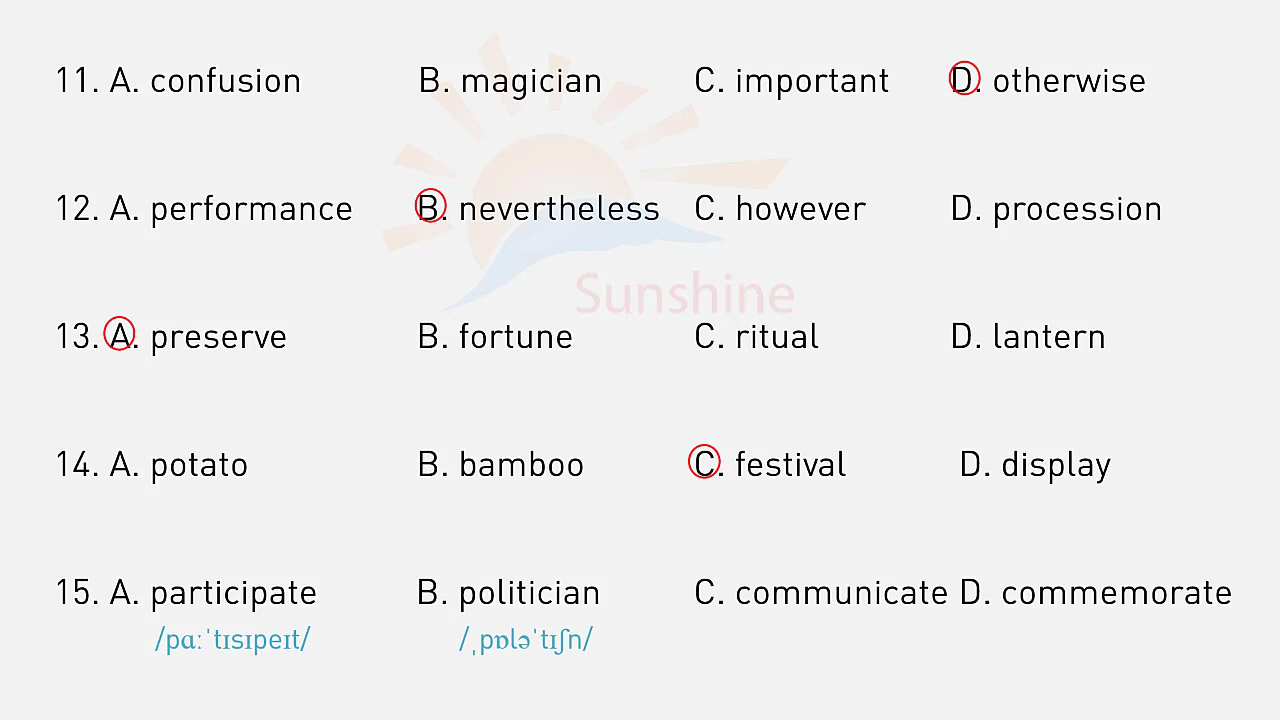 11. A. confusion B. magician C. important D. otherwise
12. A. performance B. nevertheless C. however D. procession
Sunshine
13. A. preserve B. fortune C. ritual D. lantern
14. A. potato B. bamboo C. festival D. display
15. A. participate B. politician C. communicate D. commemorate
/pɑːˈtɪsɪpeɪt/ /ˌpɒləˈtɪʃn/